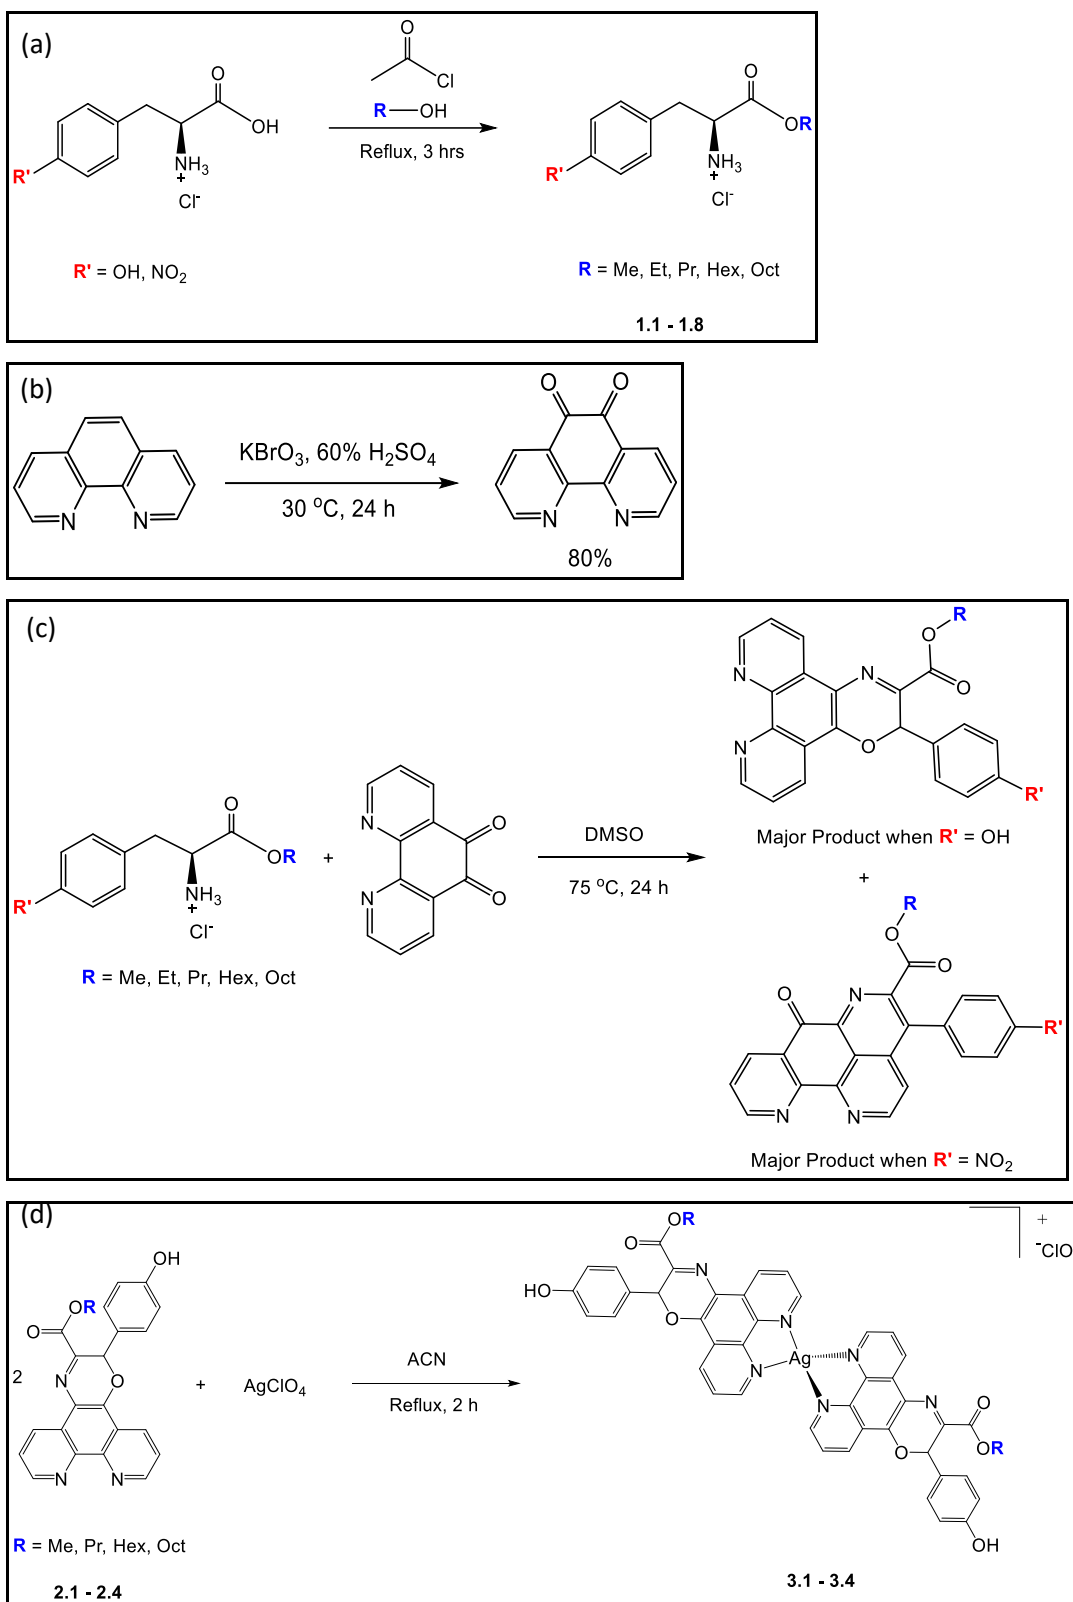 (a)
O
Cl
R—OH
Reflux, 3 hrs
O
OH
NH3
+
Cl-
R'
R' = OH, NO2
O
OR
NH3
+
Cl-
R'
R = Me, Et, Pr, Hex, Oct
1.1 - 1.8
(b)
N N
KBrO3, 60% H2SO4
30 oC, 24 h
O O
N N
80%
(c)
O
OR
NH3
+
Cl-
R'
R = Me, Et, Pr, Hex, Oct
+
N
N
O
O
DMSO
75 oC, 24 h
R
O
O
N
N
N
O
R'
Major Product when R' = OH
+
R
O
O
N
O
R'
N N
Major Product when R' = NO2
(d)
OH
OR
O
N O
2
N N
R = Me, Pr, Hex, Oct
2.1 - 2.4
+
AgClO4
ACN
Reflux, 2 h
OR
O
N
HO
O
N
N
Ag
N
N
N
O
O
OR
OH
+
-ClO
3.1 - 3.4